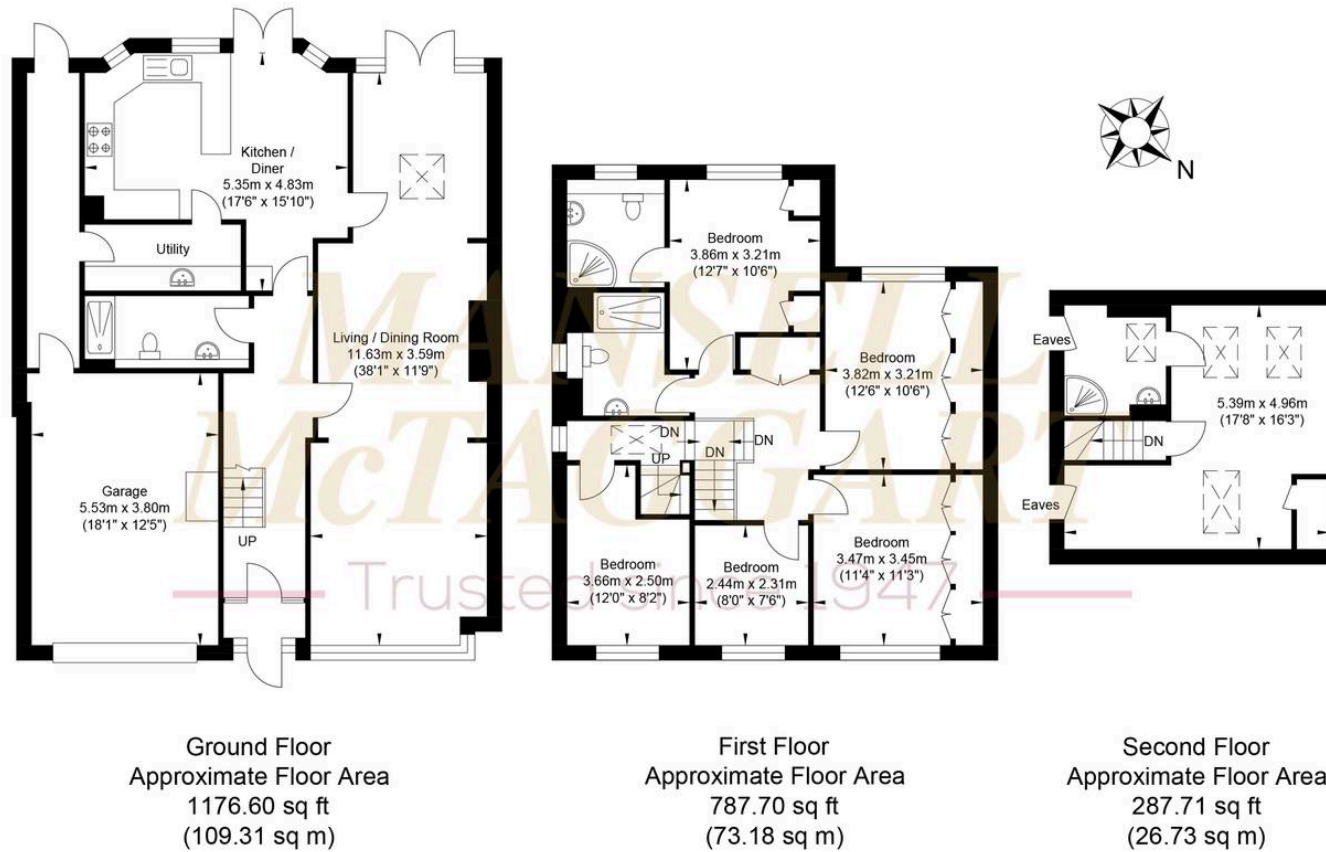 Kitchen /
Diner
5.35m x 4.83m
(17'6" x 15'10")
Utility
Living / Dining Room
11.63m x 3.59m
(38'1" x 11'9")
Garage
5.53m x 3.80m
(18'1" x 12'5")
UP
Ground Floor
Approximate Floor Area
1176.60 sq ft
(109.31 sq m)
Bedroom
3.86m x 3.21m
(12'7" x 10'6")
Bedroom
3.82m x 3.21m
(12'6" x 10'6")
DN
DN
DN
UP
Bedroom
3.66m x 2.50m
(12'0" x 8'2")
Bedroom
2.44m x 2.31m
(8'0" x 7'6")
Bedroom
3.47m x 3.45m
(11'4" x 11'3")
First Floor
Approximate Floor Area
787.70 sq ft
(73.18 sq m)
N
Eaves
5.39m x 4.96m
(17'8" x 16'3")
DN
Eaves
Second Floor
Approximate Floor Area
287.71 sq ft
(26.73 sq m)
MANSELL
McTAGGART
Trusted since 1947